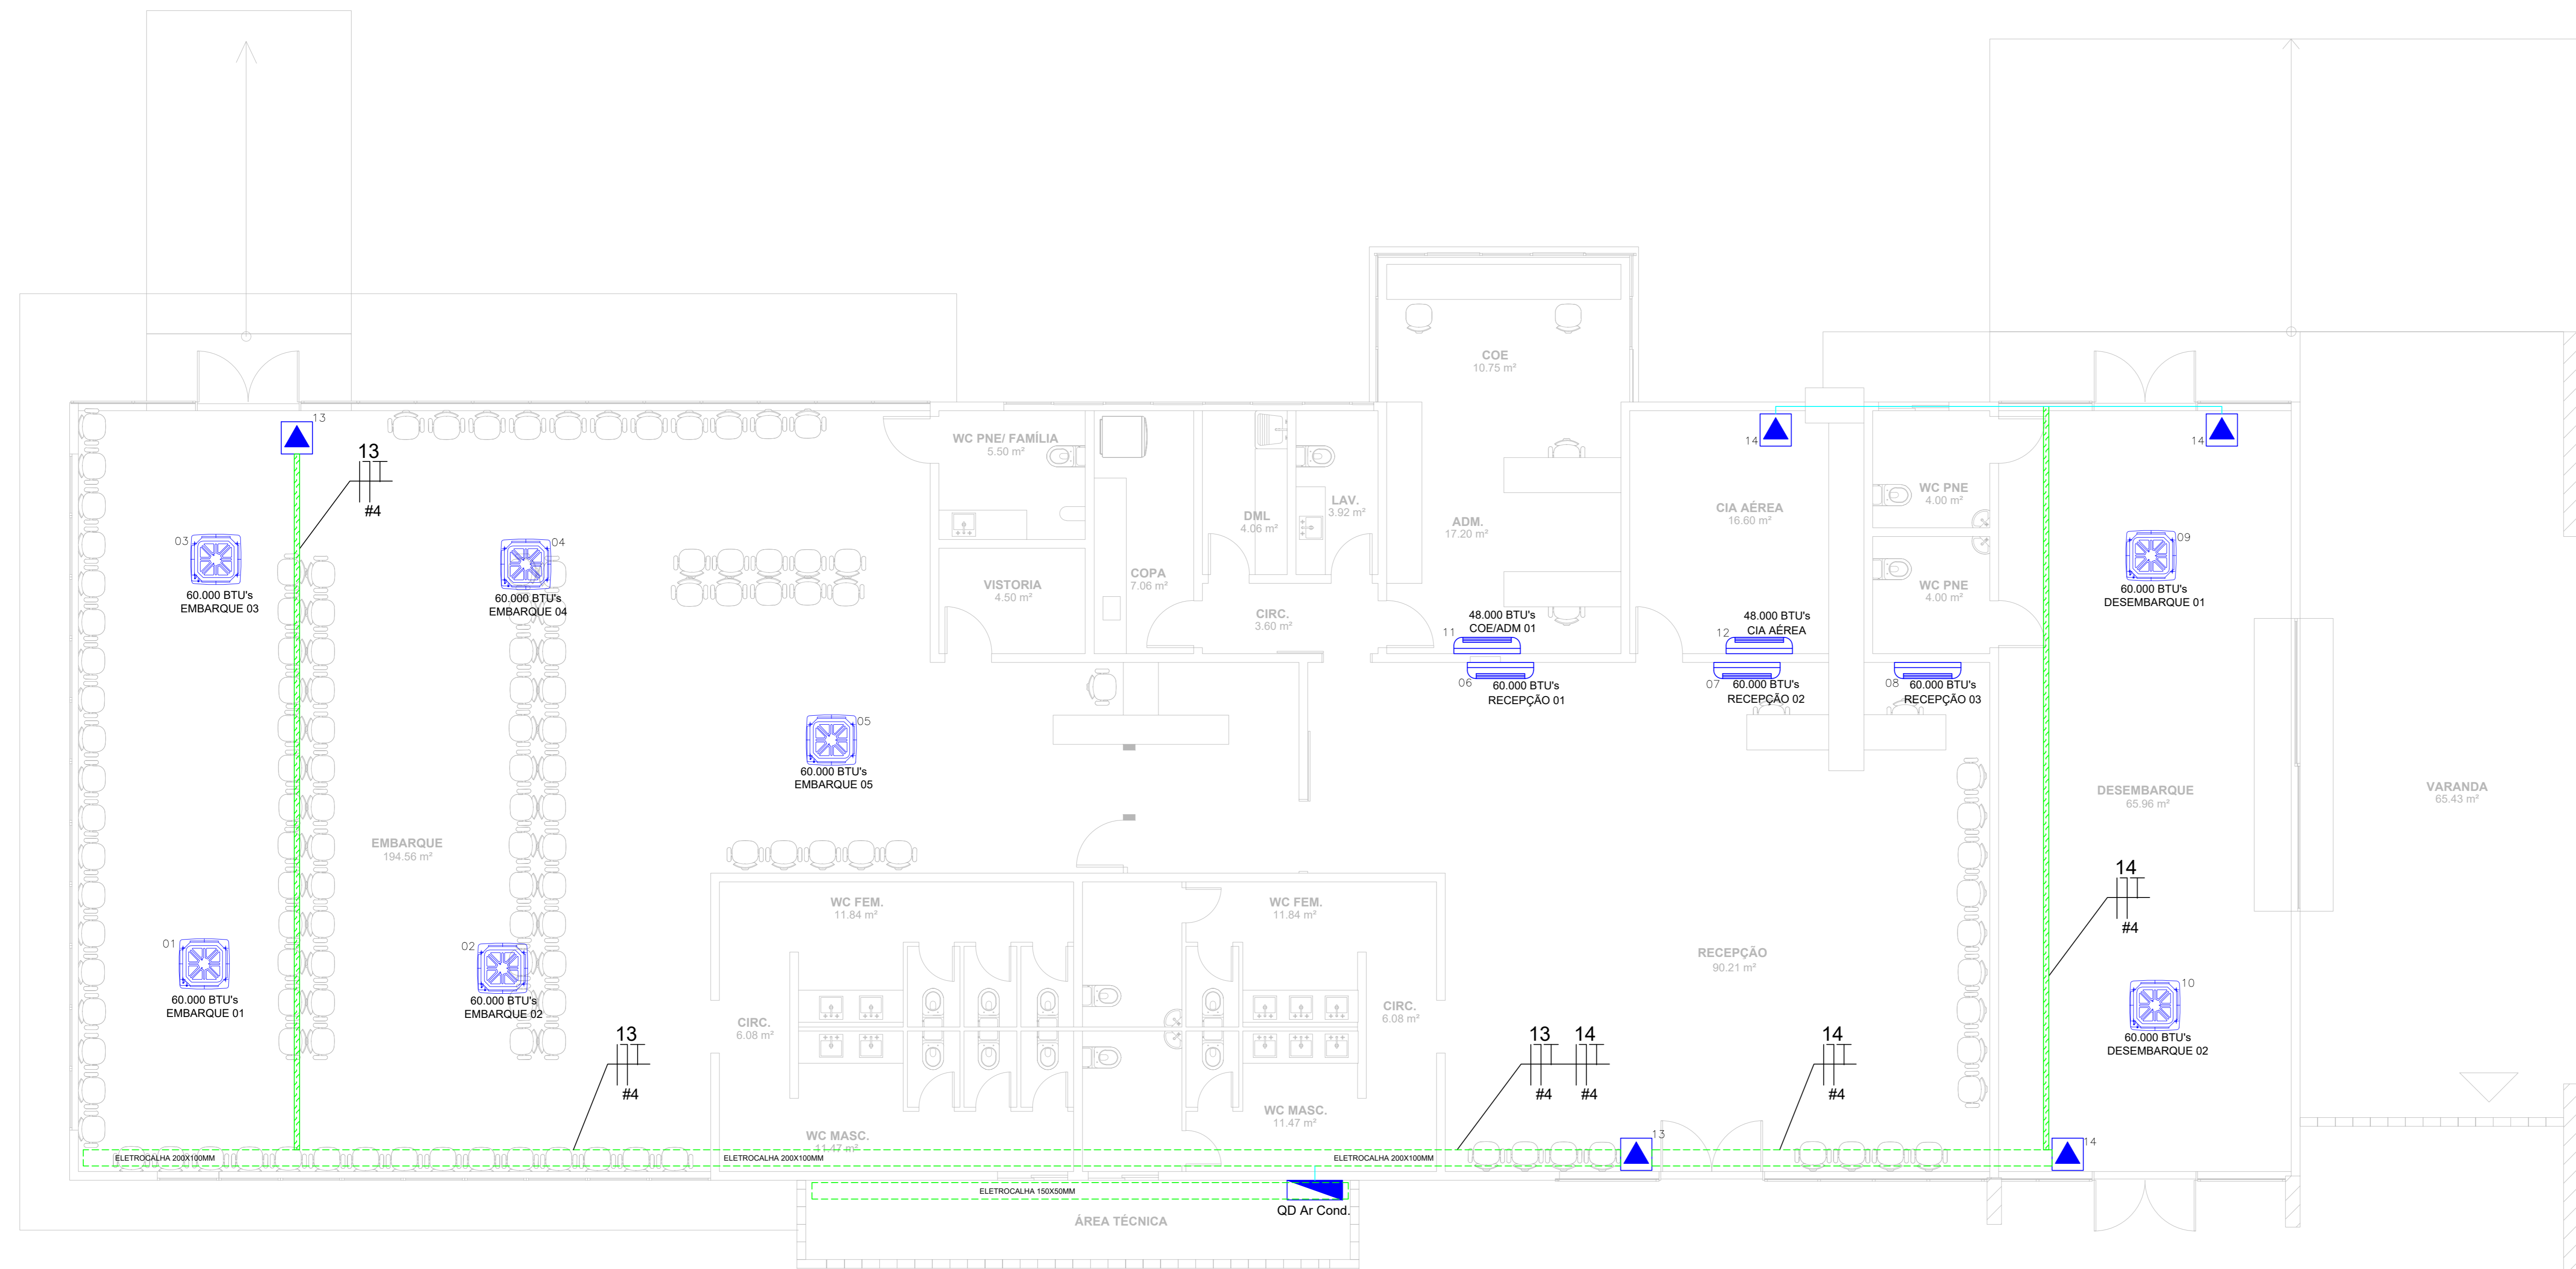 COE
10.75 m²
13
14
14
13
#4
WC PNE/ FAMÍLIA
5.50 m²
LAV.
3.92 m²
DML
4.06 m²
ADM.
17.20 m²
CIA AÉREA
16.60 m²
WC PNE
4.00 m²
03
60.000 BTU's
EMBARQUE 03
04
60.000 BTU's
EMBARQUE 04
VISTORIA
4.50 m²
COPA
7.06 m²
CIRC.
3.60 m²
WC PNE
4.00 m²
09
60.000 BTU's
DESEMBARQUE 01
48.000 BTU's
COE/ADM 01
11
48.000 BTU's
CIA AÉREA
12
06
60.000 BTU's
RECEPÇÃO 01
07
60.000 BTU's
RECEPÇÃO 02
08
60.000 BTU's
RECEPÇÃO 03
05
60.000 BTU's
EMBARQUE 05
DESEMBARQUE
65.96 m²
VARANDA
65.43 m²
EMBARQUE
194.56 m²
14
#4
WC FEM.
11.84 m²
WC FEM.
11.84 m²
RECEPÇÃO
90.21 m²
01
60.000 BTU's
EMBARQUE 01
02
60.000 BTU's
EMBARQUE 02
10
60.000 BTU's
DESEMBARQUE 02
CIRC.
6.08 m²
CIRC.
6.08 m²
13
#4
13
#4
14
#4
14
#4
WC MASC.
11.47 m²
WC MASC.
11.47 m²
13
14
ELETROCALHA 200X100MM
ELETROCALHA 200X100MM
ELETROCALHA 200X100MM
ELETROCALHA 150X50MM
QD Ar Cond.
ÁREA TÉCNICA